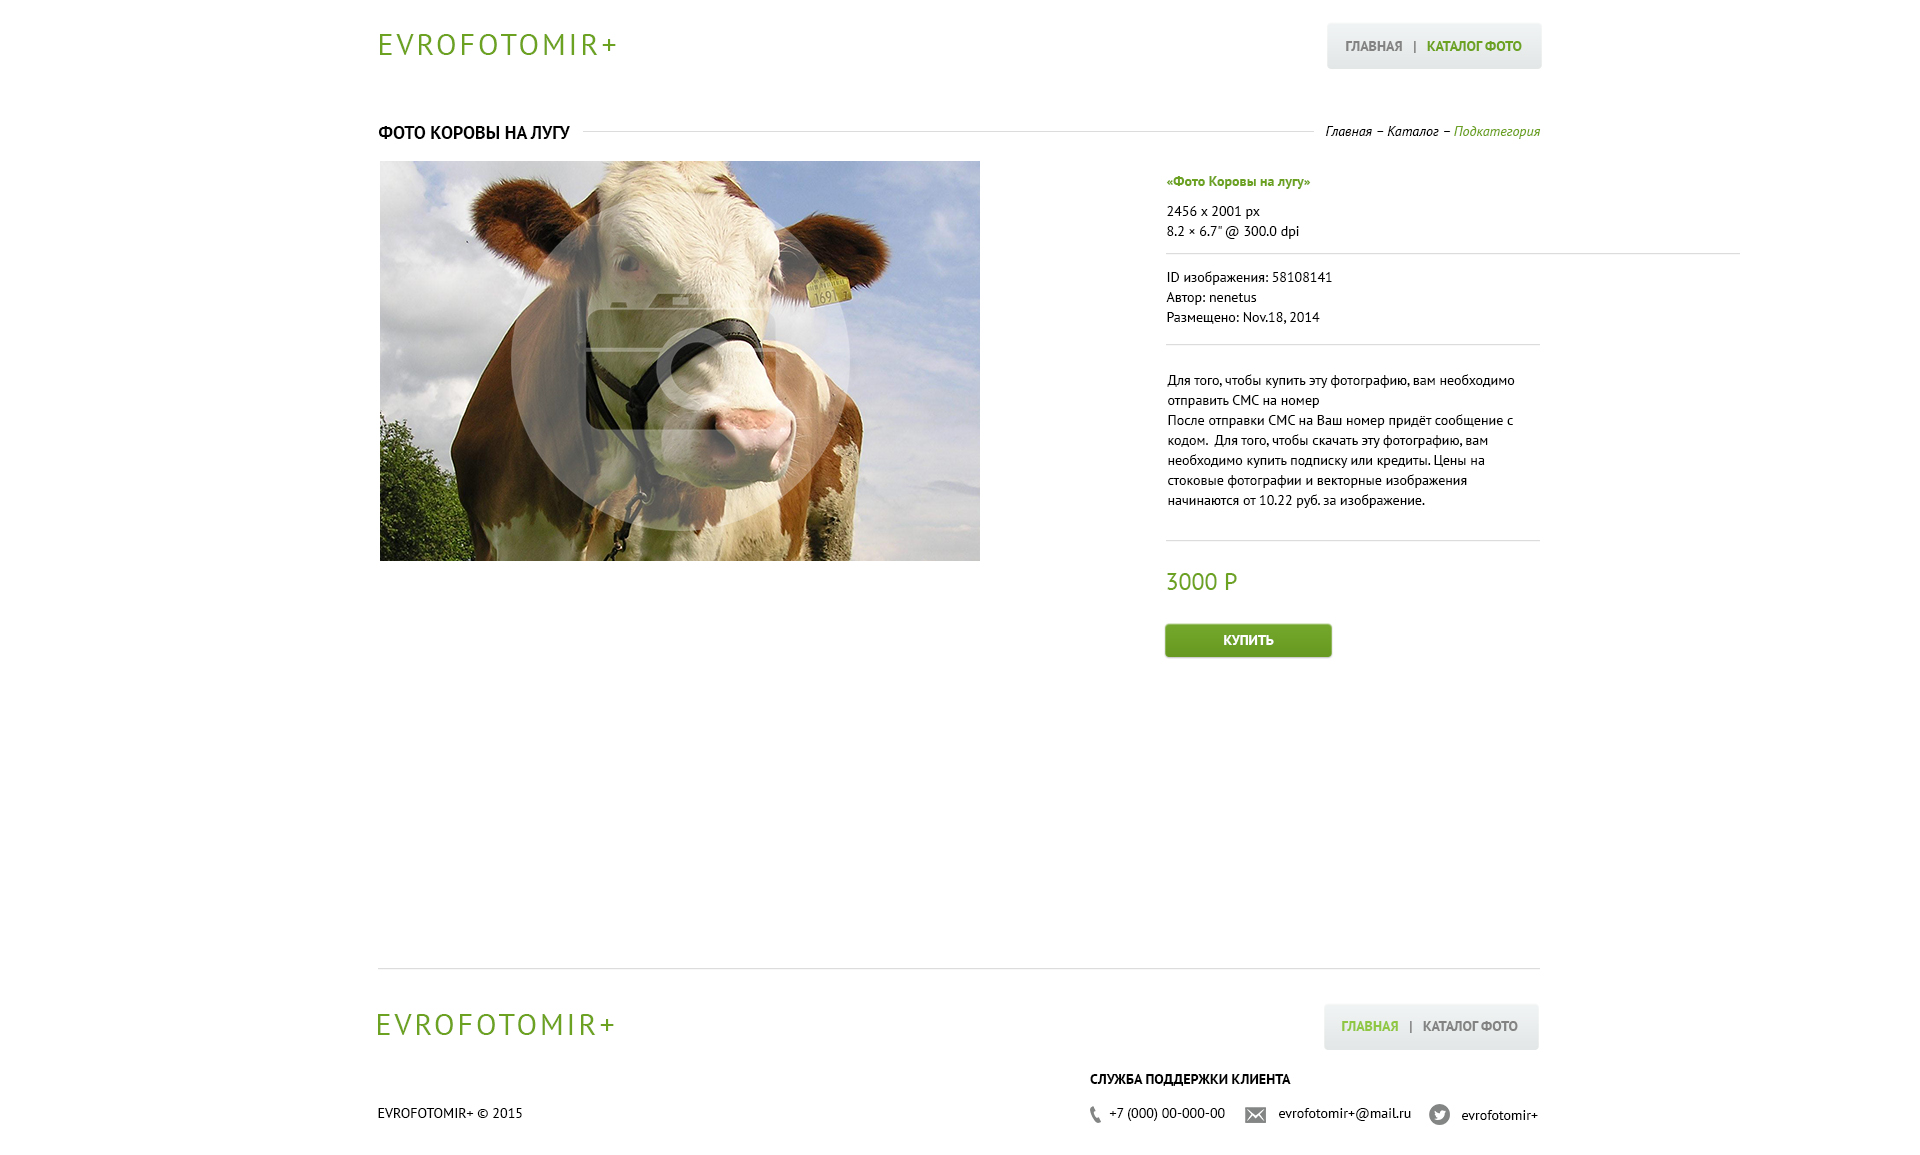 EVROFOTOMIR+
ГЛАВНАЯ | КАТАЛОГ ФОТО
ФОТО КОРОВЫ НА ЛУГУ
Главная – Каталог – Подкатегория
1691
«Фото Коровы на лугу»
2456 x 2001 px
8.2 × 6.7" @ 300.0 dpi
ID изображения: 58108141
Автор: nenetus
Размещено: Nov.18, 2014
Для того, чтобы купить эту фотографию, вам необходимо
отправить СМС на номер
После отправки СМС на Ваш номер придёт сообщение с
кодом. Для того, чтобы скачать эту фотографию, вам
необходимо купить подписку или кредиты. Цены на
стоковые фотографии и векторные изображения
начинаются от 10.22 руб. за изображение.
3000 Р
КУПИТЬ
EVROFOTOMIR+
ГЛАВНАЯ | КАТАЛОГ ФОТО
СЛУЖБА ПОДДЕРЖКИ КЛИЕНТА
EVROFOTOMIR+ © 2015
+7 (000) 00-000-00
evrofotomir+@mail.ru
evrofotomir+